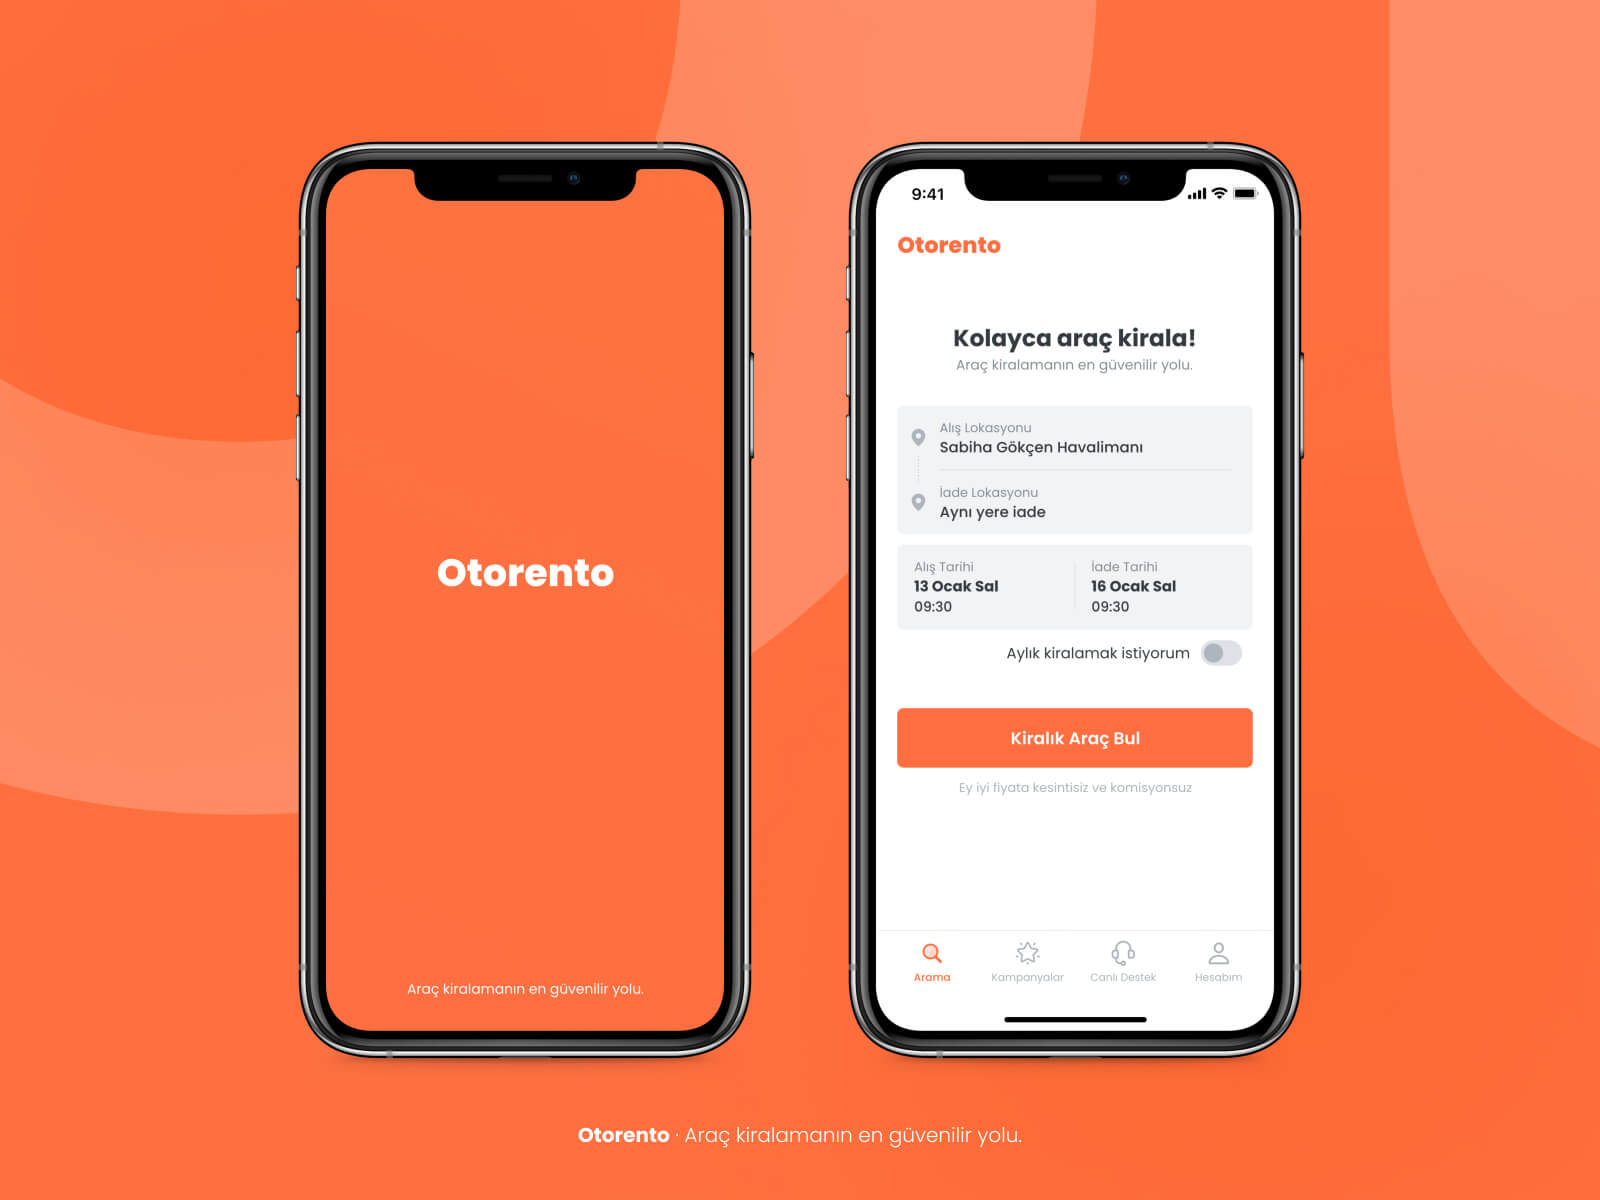 Otorento
Araç kiralamanın en güvenilir yolu.
9:41
Otorento
Kolayca araç kirala!
Araç kiralamanın en güvenilir yolu.
Alış Lokasyonu
Sabiha Gökçen Havalimanı
İade Lokasyonu
Aynı yere iade
Alış Tarihi
13 Ocak Sal
09:30
İade Tarihi
16 Ocak Sal
09:30
Aylık kiralamak istiyorum
Kiralık Araç Bul
Ey iyi fiyata kesintisiz ve komisyonsuz
Arama
Kampanyalar
Canlı Destek
Hesabım
Otorento · Araç kiralamanın en güvenilir yolu.